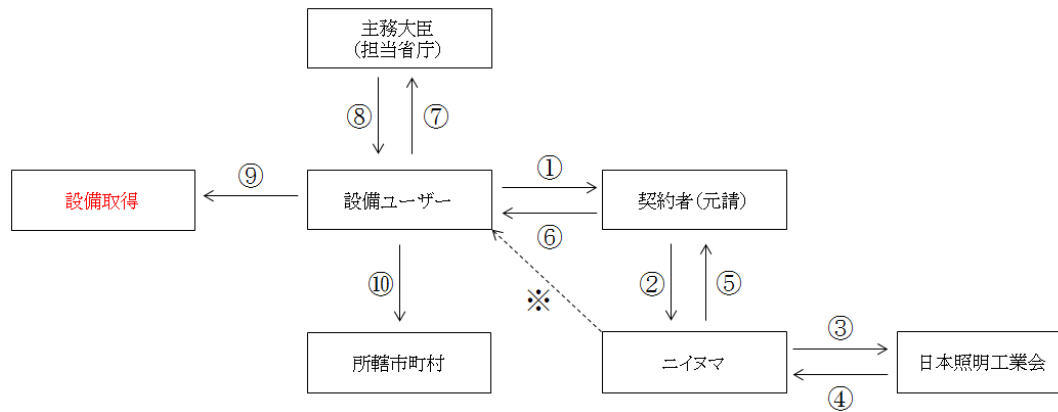 主務大臣
(担当省庁)
⑧
⑦
設備取得
⑨
設備ユーザー
①
⑥
契約者(元請)
⑩
※
②
⑤
所轄市町村
ニイヌマ
③
④
日本照明工業会